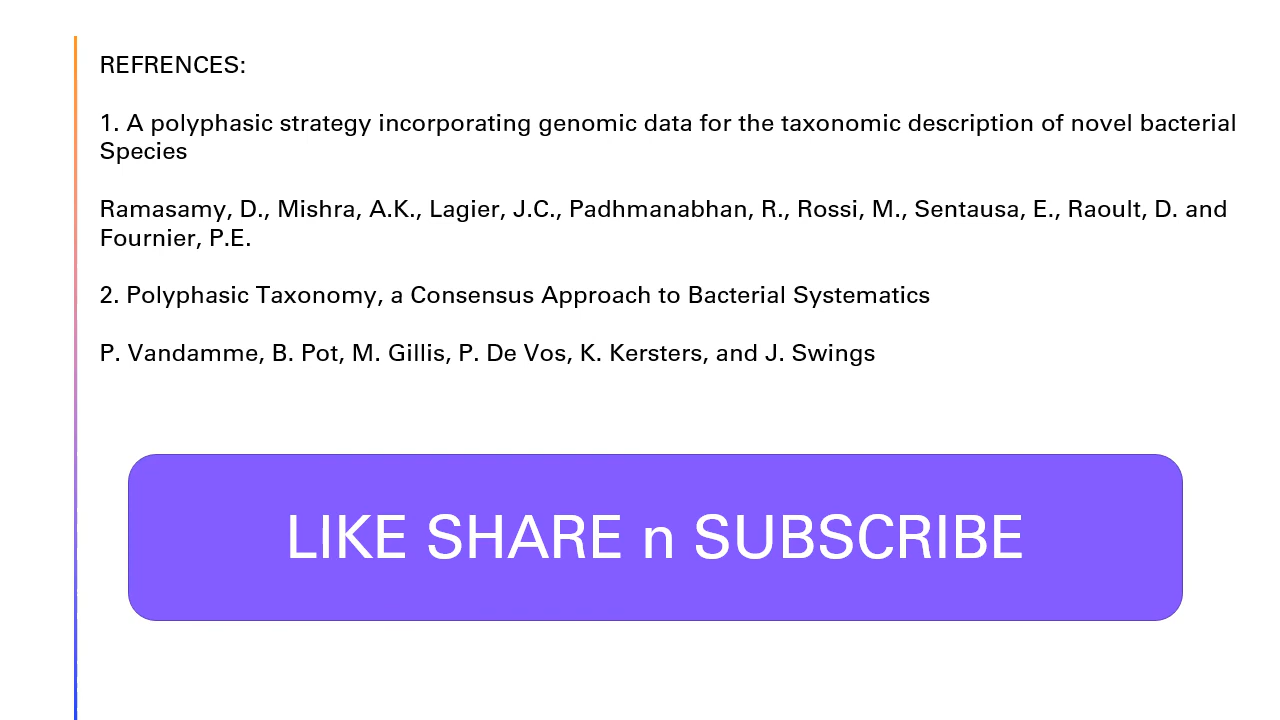 REFRENCES:
1. A polyphasic strategy incorporating genomic data for the taxonomic description of novel bacterial
Species
Ramasamy, D., Mishra, A.K., Lagier, J.C., Padhmanabhan, R., Rossi, M., Sentausa, E., Raoult, D. and
Fournier, P.E.
2. Polyphasic Taxonomy, a Consensus Approach to Bacterial Systematics
P. Vandamme, B. Pot, M. Gillis, P. De Vos, K. Kersters, and J. Swings
LIKE SHARE n SUBSCRIBE